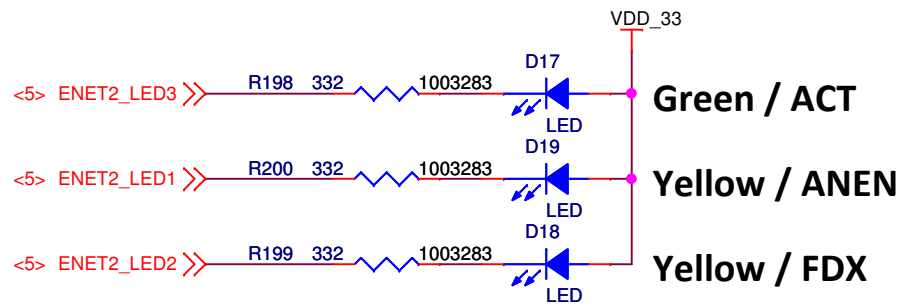 VDD_33
D17
<5> ENET2_LED3 R198 332 1003283 Green / ACT
LED
D19
<5> ENET2_LED1 R200 332 1003283 Yellow / ANEN
LED
D18
<5> ENET2_LED2 R199 332 1003283 Yellow / FDX
LED